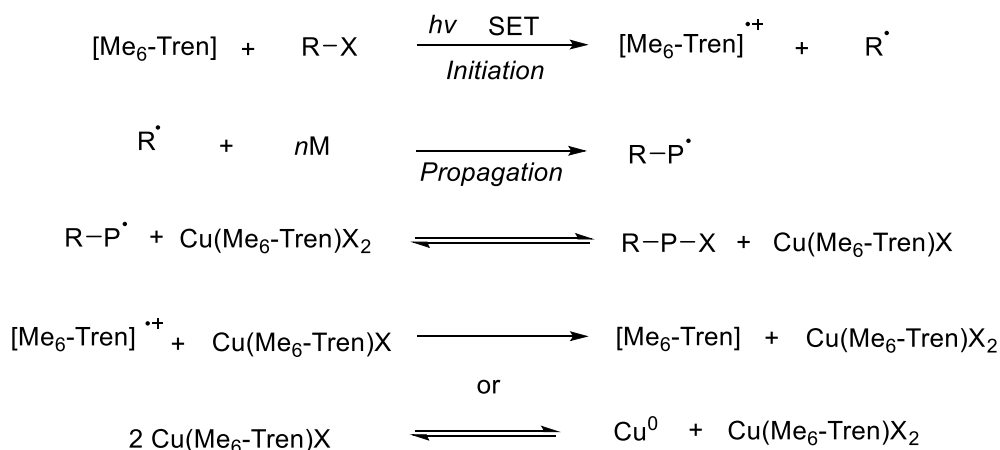 [Me₆-Tren] + R–X hν SET [Me₆-Tren]•+ + R•
Initiation
R• + nM R–P•
Propagation
R–P• + Cu(Me₆-Tren)X₂ R–P–X + Cu(Me₆-Tren)X
[Me₆-Tren]•+ + Cu(Me₆-Tren)X [Me₆-Tren] + Cu(Me₆-Tren)X₂
or
2 Cu(Me₆-Tren)X Cu⁰ + Cu(Me₆-Tren)X₂